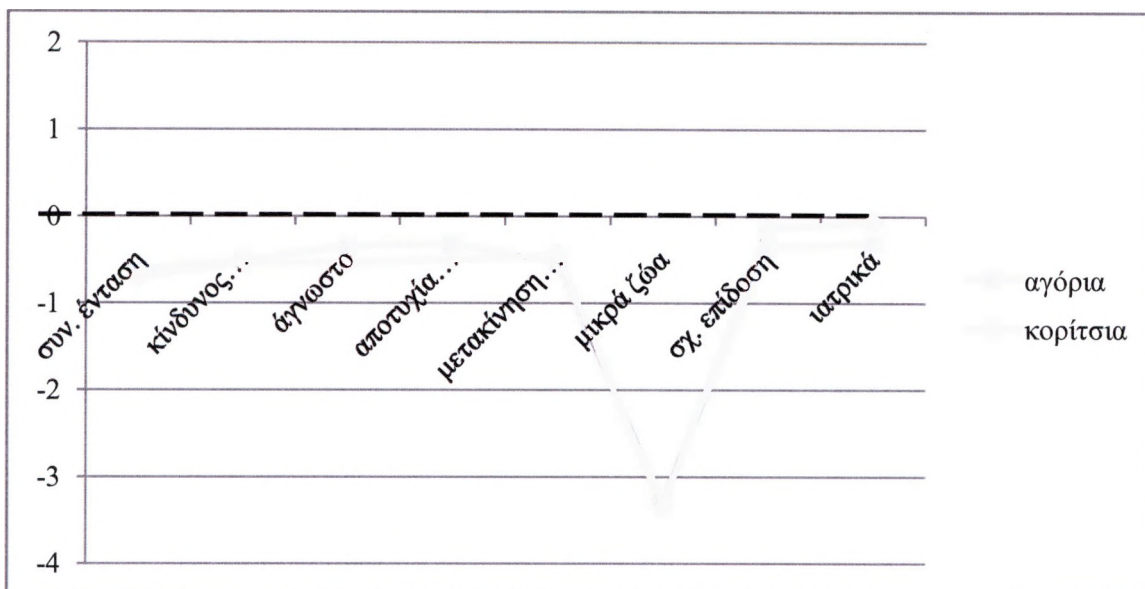 2
1
0
-1
-2
-3
-4
συν. ένταση
κίνδυνος…
άγνωστο
αποτυχία…
μετακίνηση…
μικρά ζώα
σχ. επίδοση
ιατρικά
αγόρια
κορίτσια